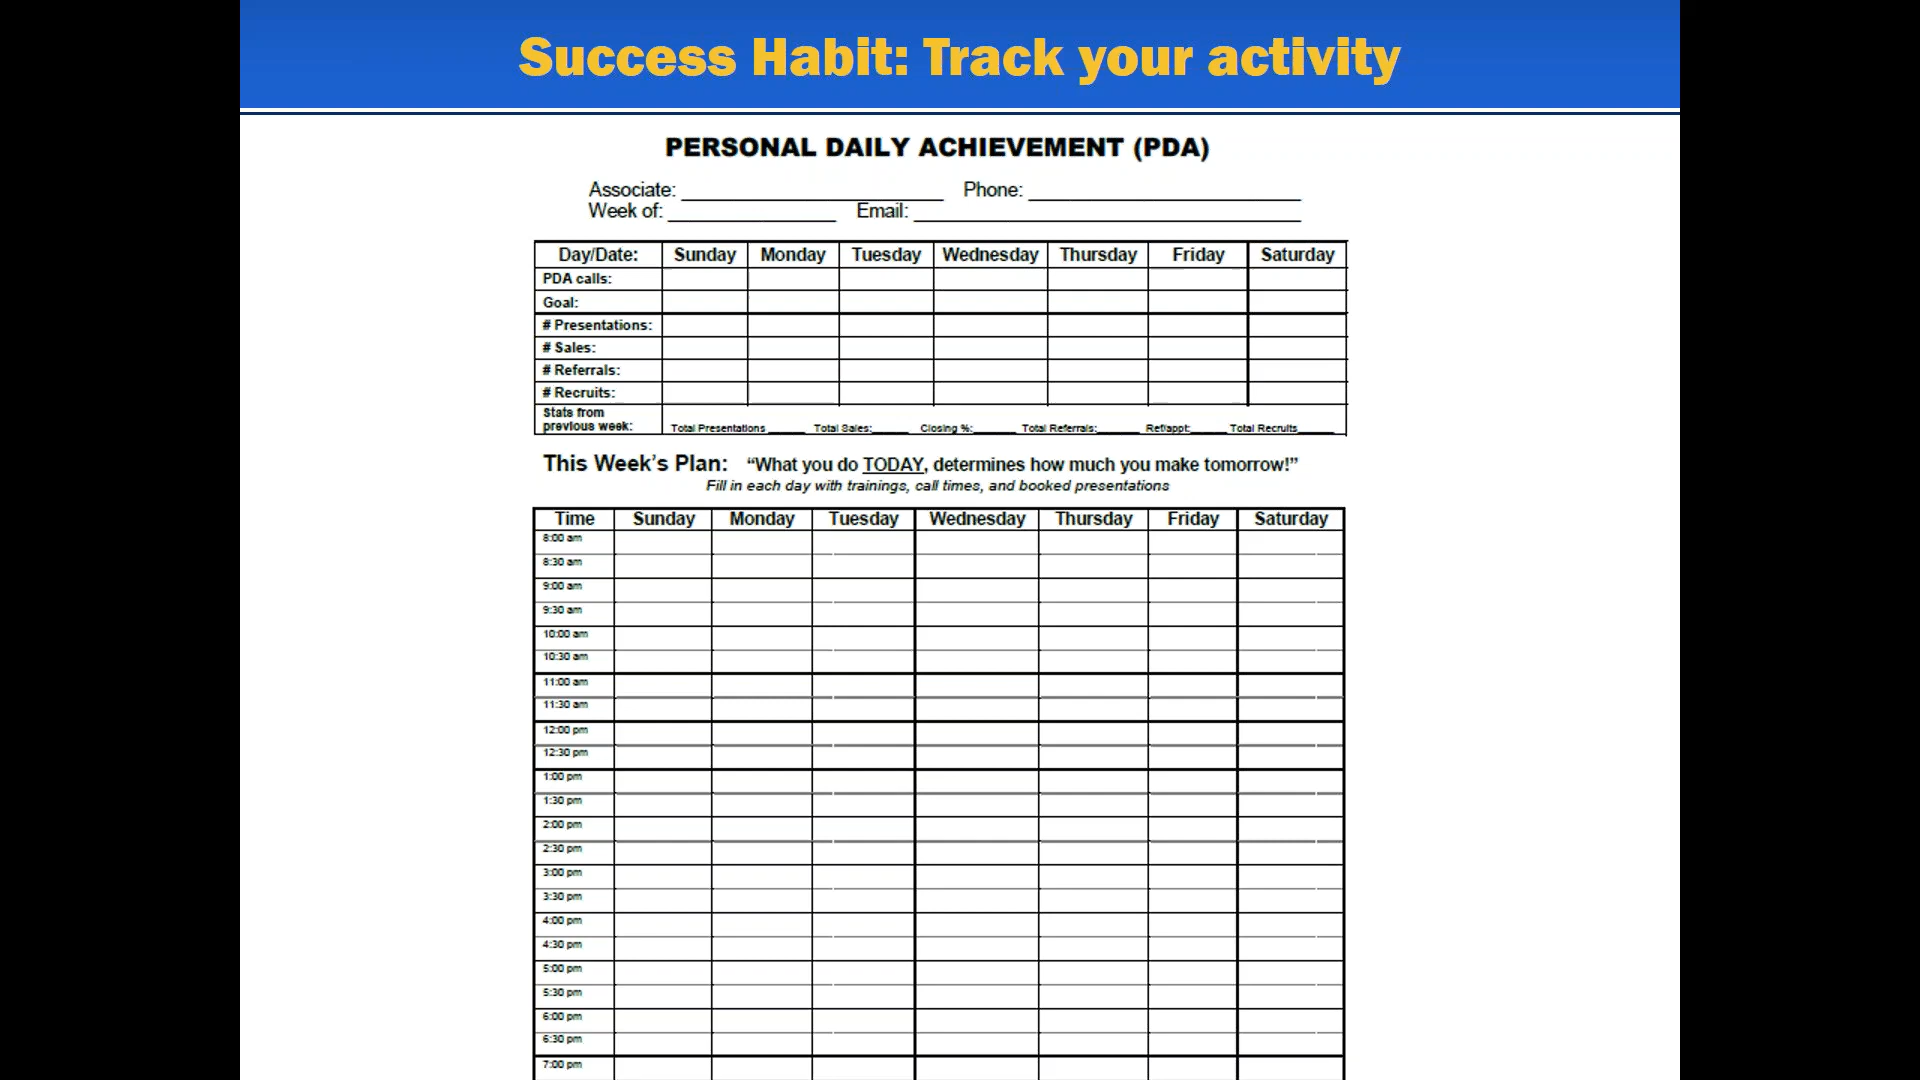 Success Habit: Track your activity
PERSONAL DAILY ACHIEVEMENT (PDA)
Associate: Phone:
Week of: Email:
Day/Date: Sunday Monday Tuesday Wednesday Thursday Friday Saturday
PDA calls:
Goal:
# Presentations:
# Sales:
# Referrals:
# Recruits:
Stats from
previous week: Total Presentations Total Sales: Closing %: Total Referrals: Ref/appt: Total Recruits
This Week's Plan: “What you do TODAY, determines how much you make tomorrow!”
Fill in each day with trainings, call times, and booked presentations
Time Sunday Monday Tuesday Wednesday Thursday Friday Saturday
8:00 am
8:30 am
9:00 am
9:30 am
10:00 am
10:30 am
11:00 am
11:30 am
12:00 pm
12:30 pm
1:00 pm
1:30 pm
2:00 pm
2:30 pm
3:00 pm
3:30 pm
4:00 pm
4:30 pm
5:00 pm
5:30 pm
6:00 pm
6:30 pm
7:00 pm